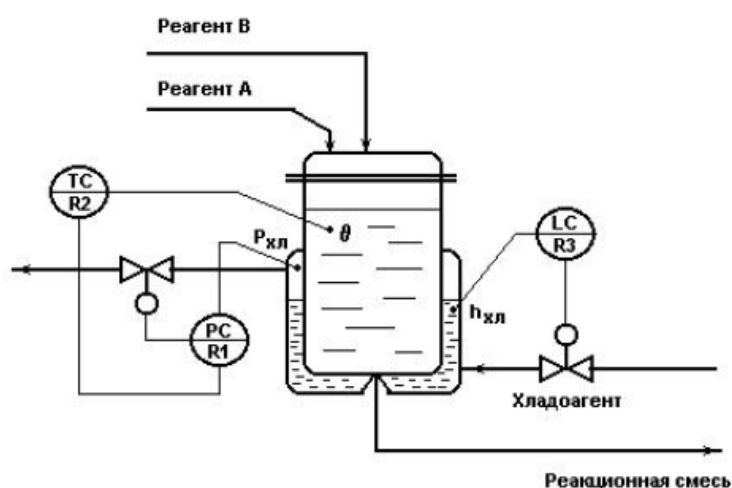 Реагент В
Реагент А
TC
R2
Pхл
θ
LC
R3
PC
R1
hхл
Хладоагент
Реакционная смесь